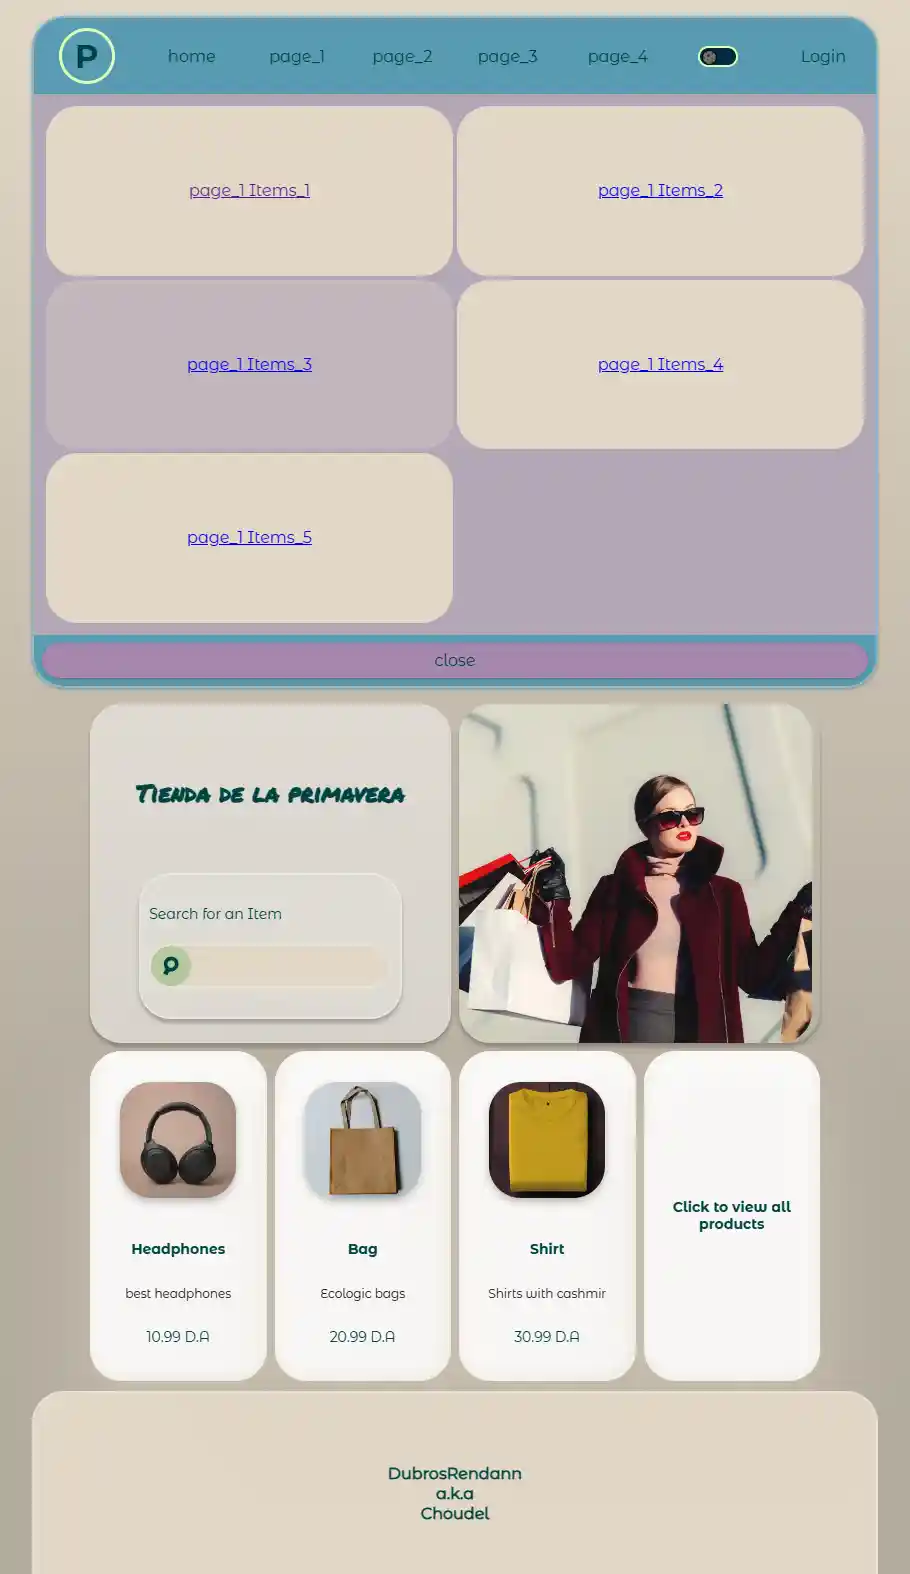 P home page_1 page_2 page_3 page_4 Login
page_1 Items_1 page_1 Items_2
page_1 Items_3 page_1 Items_4
page_1 Items_5
close
Tienda de la primavera
Search for an Item
Headphones
best headphones
10.99 D.A
Bag
Ecologic bags
20.99 D.A
Shirt
Shirts with cashmir
30.99 D.A
Click to view all
products
DubrosRendann
a.k.a
Choudel